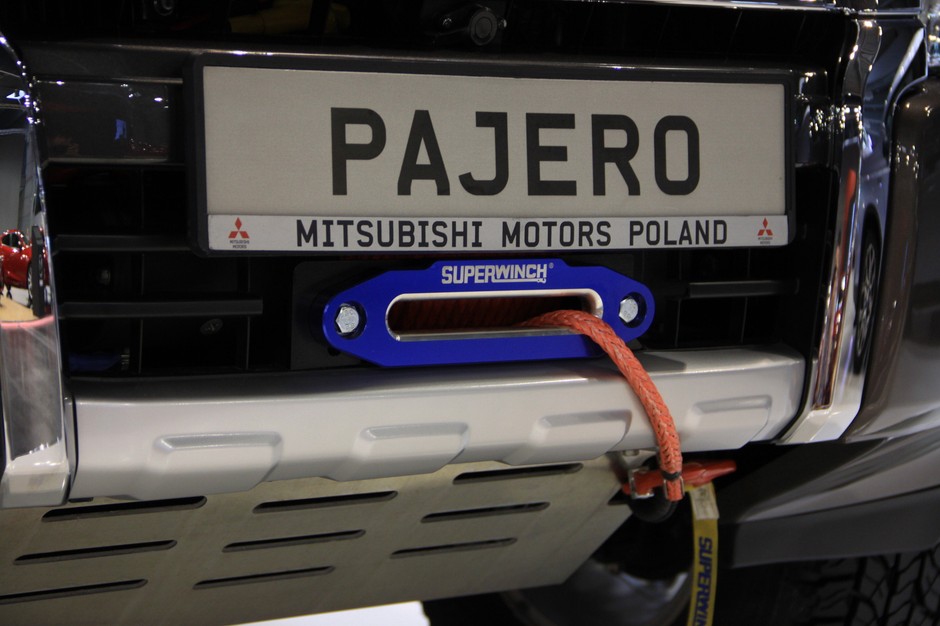 PAJERO
MITSUBISHI MOTORS POLAND
SUPERWINCH®